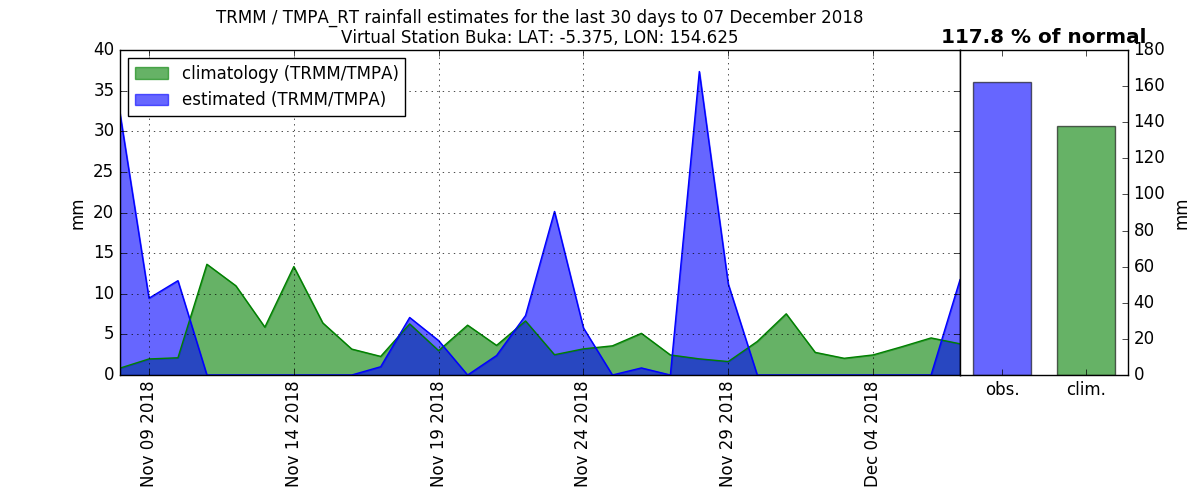 TRMM / TMPA_RT rainfall estimates for the last 30 days to 07 December 2018
Virtual Station Buka: LAT: -5.375, LON: 154.625
117.8 % of normal
climatology (TRMM/TMPA)
estimated (TRMM/TMPA)
mm
40
35
30
25
20
15
10
5
0
Nov 09 2018
Nov 14 2018
Nov 19 2018
Nov 24 2018
Nov 29 2018
Dec 04 2018
obs.
clim.
180
160
140
120
100
80
60
40
20
0
mm